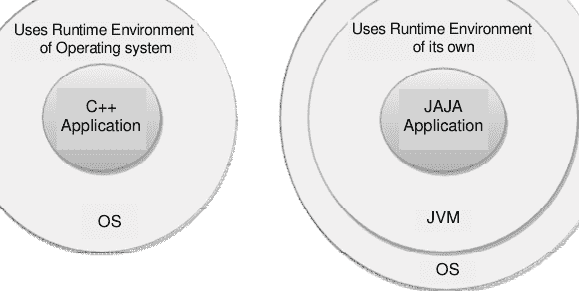 Uses Runtime Environment
of Operating system
C++
Application
OS
Uses Runtime Environment
of its own
JAJA
Application
JVM
OS